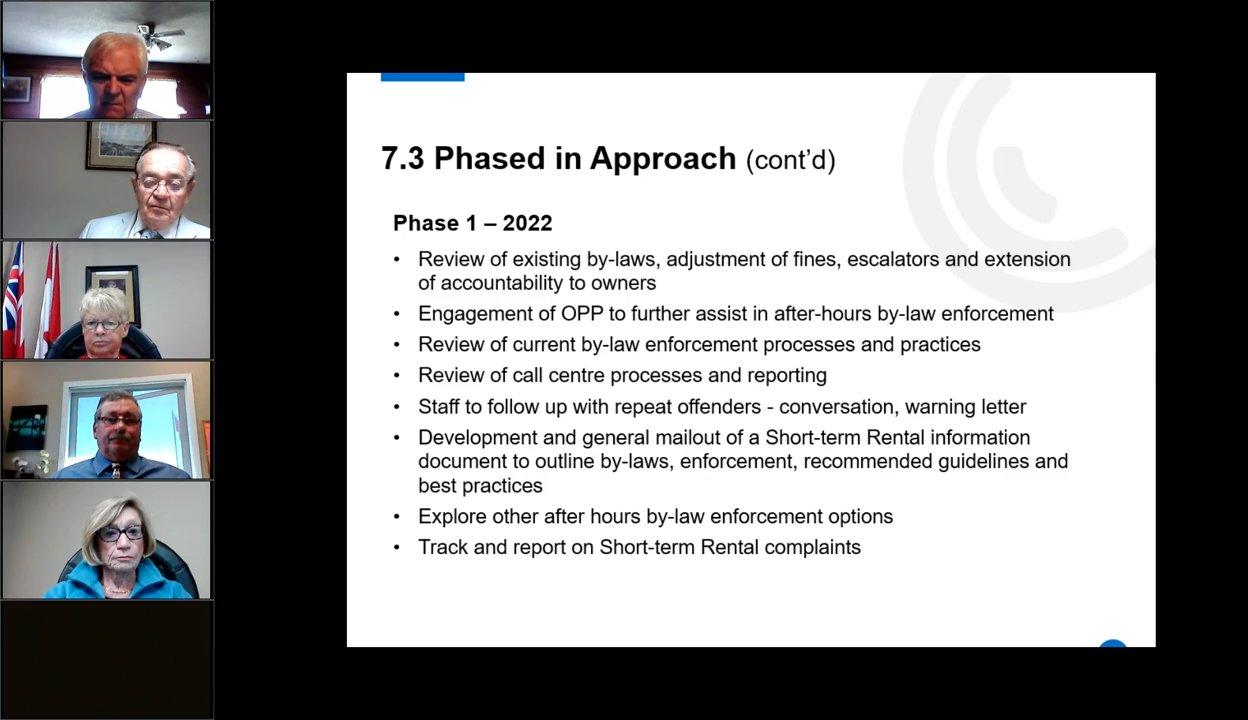 7.3 Phased in Approach (cont’d)
Phase 1 – 2022
• Review of existing by-laws, adjustment of fines, escalators and extension
of accountability to owners
• Engagement of OPP to further assist in after-hours by-law enforcement
• Review of current by-law enforcement processes and practices
• Review of call centre processes and reporting
• Staff to follow up with repeat offenders - conversation, warning letter
• Development and general mailout of a Short-term Rental information
document to outline by-laws, enforcement, recommended guidelines and
best practices
• Explore other after hours by-law enforcement options
• Track and report on Short-term Rental complaints